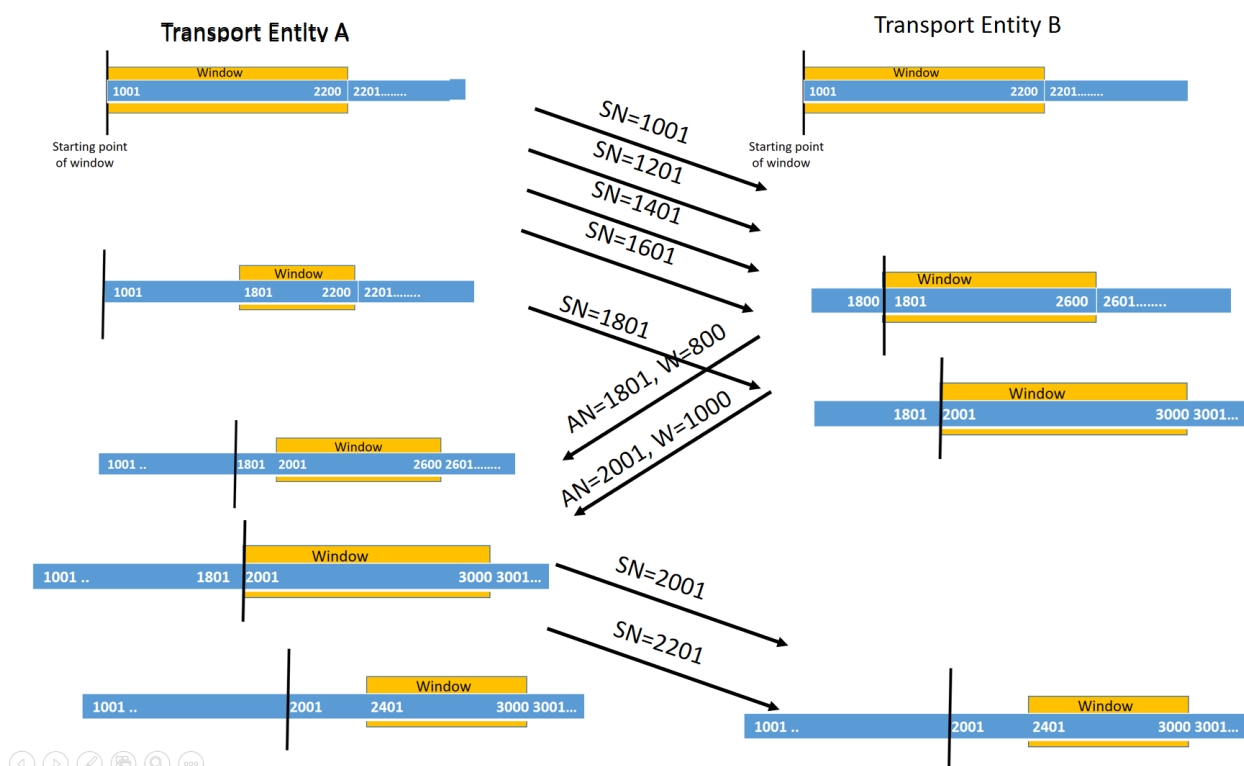 Transport Entity A
Transport Entity B
Window
1001 2200 2201........
Starting point
of window
Window
1001 2200 2201........
Starting point
of window
SN=1001
SN=1201
SN=1401
SN=1601
Window
1001 1801 2200 2201........
Window
1800 1801 2600 2601........
SN=1801
AN=1801, W=800
Window
1801 2001 3000 3001...
AN=2001, W=1000
Window
1001 .. 1801 2001 2600 2601........
Window
1001 .. 1801 2001 3000 3001...
SN=2001
SN=2201
Window
1001 .. 2001 2401 3000 3001...
Window
1001 .. 2001 2401 3000 3001...